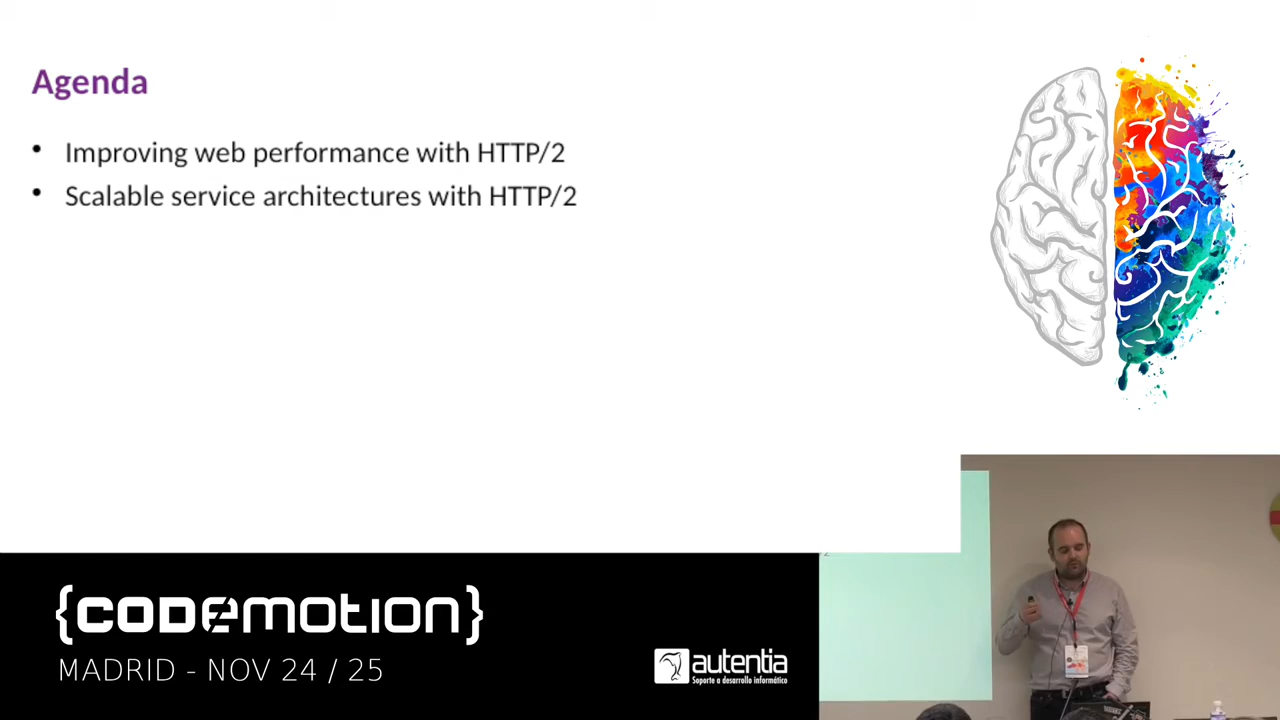 Agenda
• Improving web performance with HTTP/2
• Scalable service architectures with HTTP/2
{codemotion}
MADRID - NOV 24 / 25
autentia
Soporte a desarrollo informático